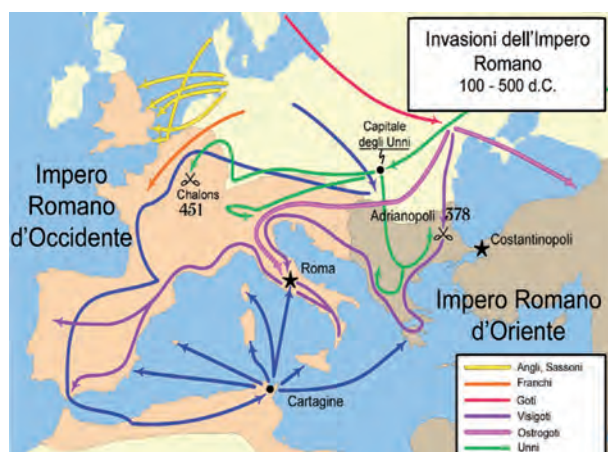 Invasioni dell'Impero
Romano
100 - 500 d.C.
Capitale
degli Unni
Impero
Romano
d'Occidente
Chalons
451
Adrianopoli 378
Costantinopoli
Roma
Impero Romano
d'Oriente
Cartagine
Angli, Sassoni
Franchi
Goti
Visigoti
Ostrogoti
Unni